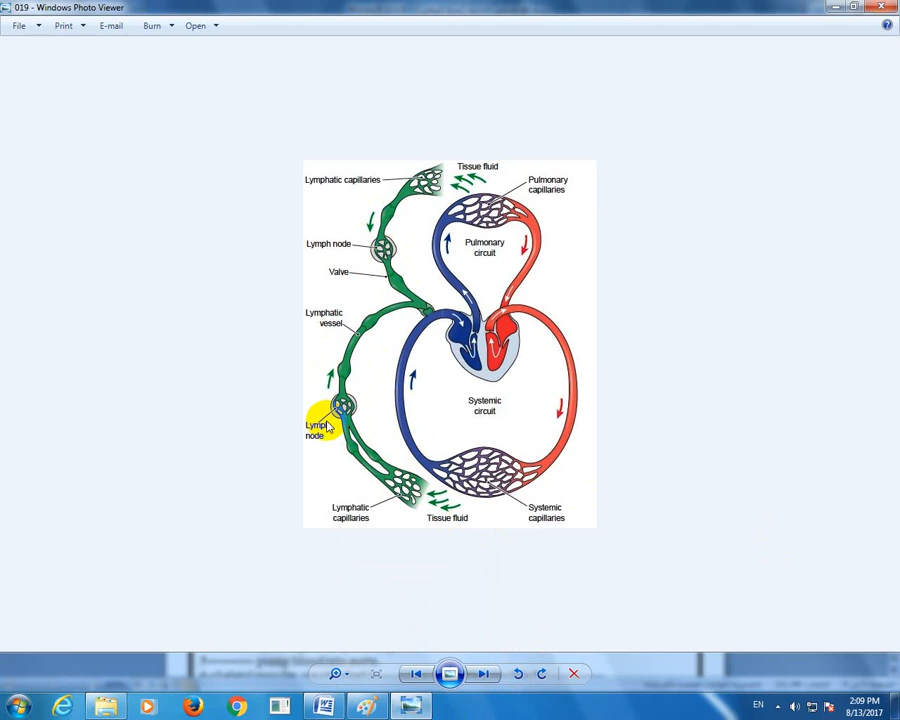 019 - Windows Photo Viewer
File Print E-mail Burn Open
Tissue fluid
Lymphatic capillaries
Pulmonary
capillaries
Lymph node
Pulmonary
circuit
Valve
Lymphatic
vessel
Systemic
circuit
Lymph
node
Lymphatic
capillaries
Tissue fluid
Systemic
capillaries
EN
2:09 PM
8/13/2017